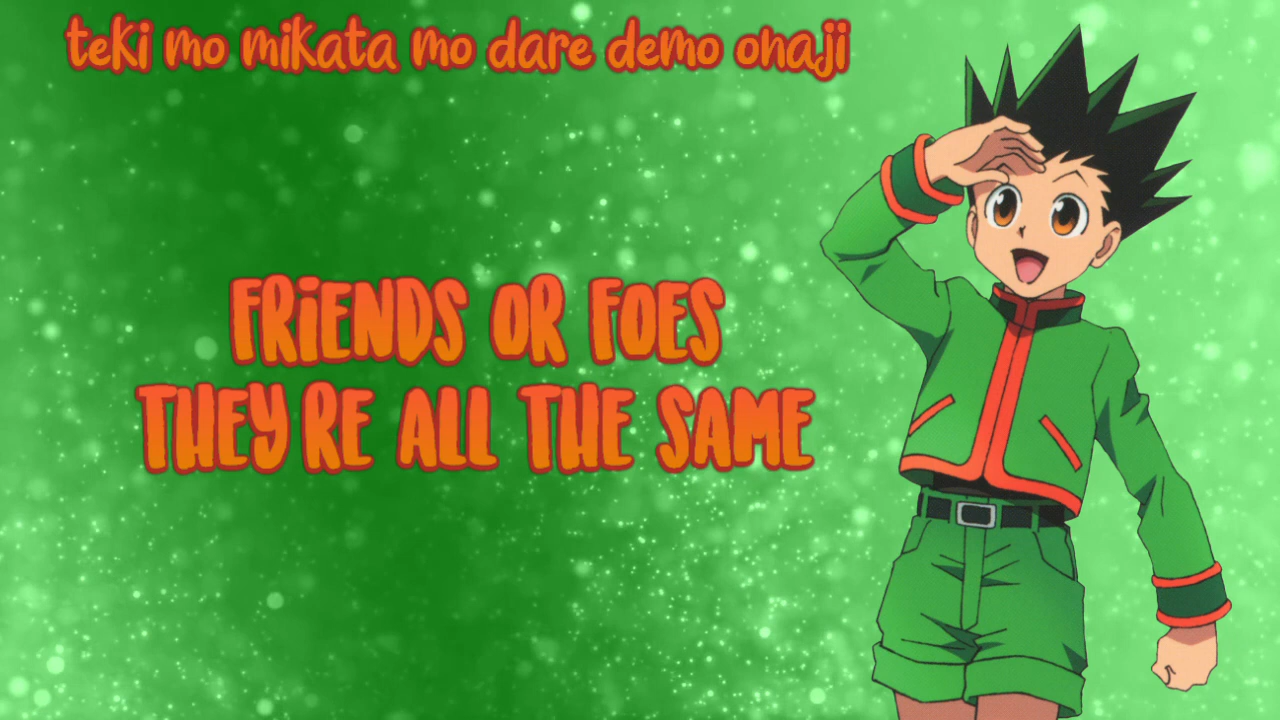 teki mo mikata mo dare demo onaji
FRiENDS OR FOES
THEY'RE ALL THE SAME